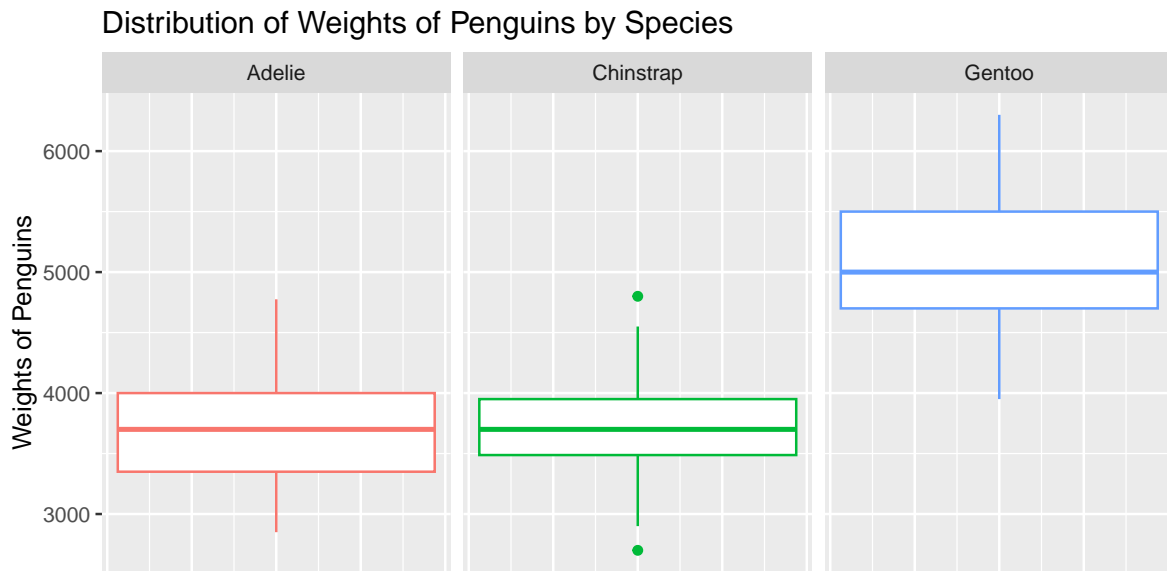 Distribution of Weights of Penguins by Species
Adelie
Chinstrap
Gentoo
Weights of Penguins
6000
5000
4000
3000